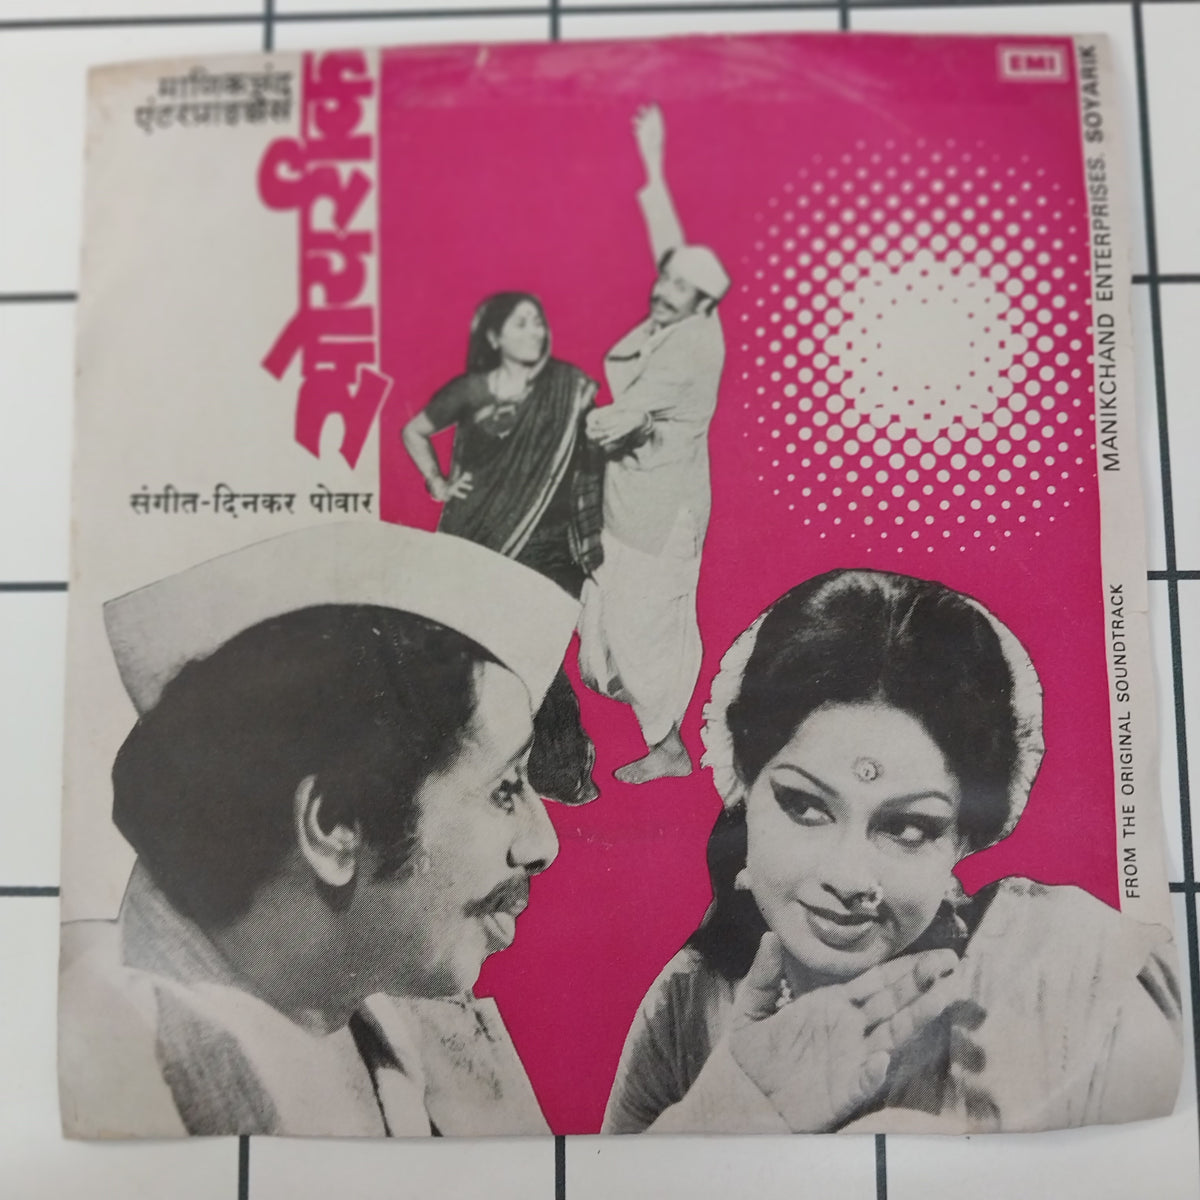 माणिकचंद
एंटरप्राइझेस
सोयरीक
संगीत-दिनकर पोवार
EMI
MANIKCHAND ENTERPRISES. SOYARIK
FROM THE ORIGINAL SOUNDTRACK